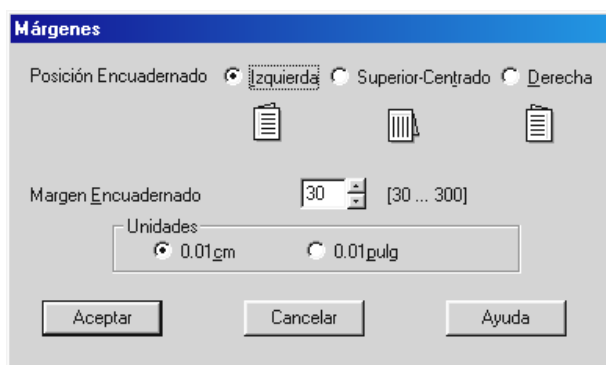 Márgenes
Posición Encuadernado Izquierda Superior-Centrado Derecha
Margen Encuadernado 30 [30 ... 300]
Unidades
0.01cm 0.01pulg
Aceptar Cancelar Ayuda